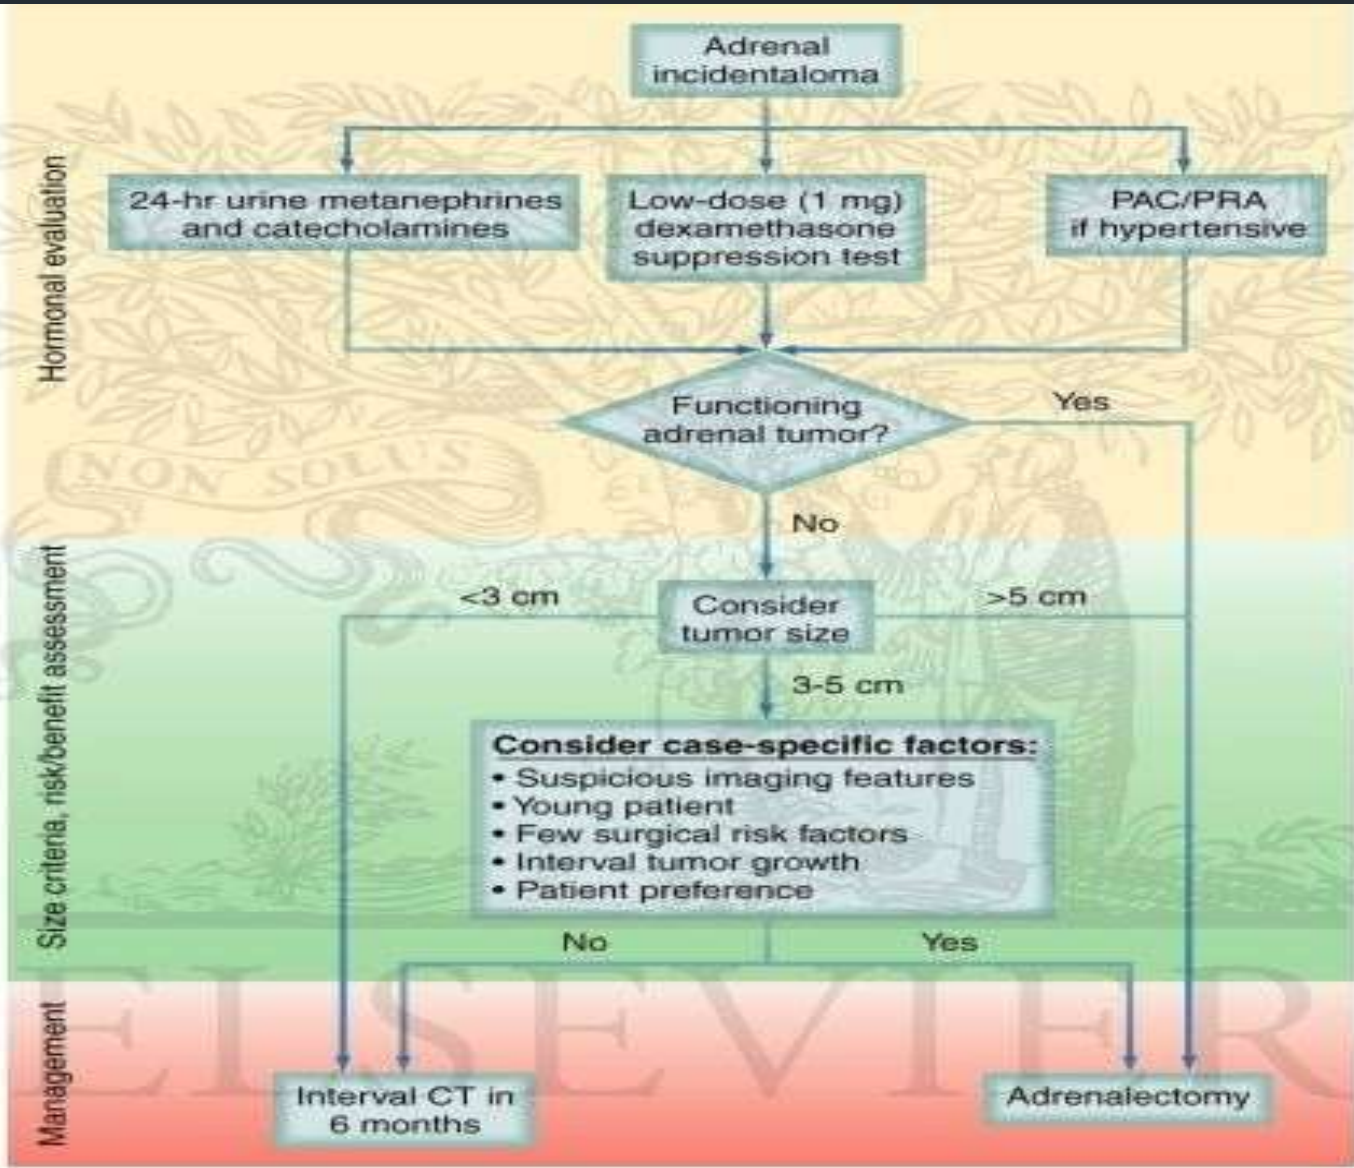 Adrenal
incidentaloma
24-hr urine metanephrines
and catecholamines
Low-dose (1 mg)
dexamethasone
suppression test
PAC/PRA
if hypertensive
Hormonal evaluation
Functioning
adrenal tumor?
Yes
NON SOLUS
No
<3 cm
Consider
tumor size
>5 cm
3-5 cm
Size criteria, risk/benefit assessment
Consider case-specific factors:
• Suspicious imaging features
• Young patient
• Few surgical risk factors
• Interval tumor growth
• Patient preference
No
Yes
ELSEVIER
Management
Interval CT in
6 months
Adrenalectomy